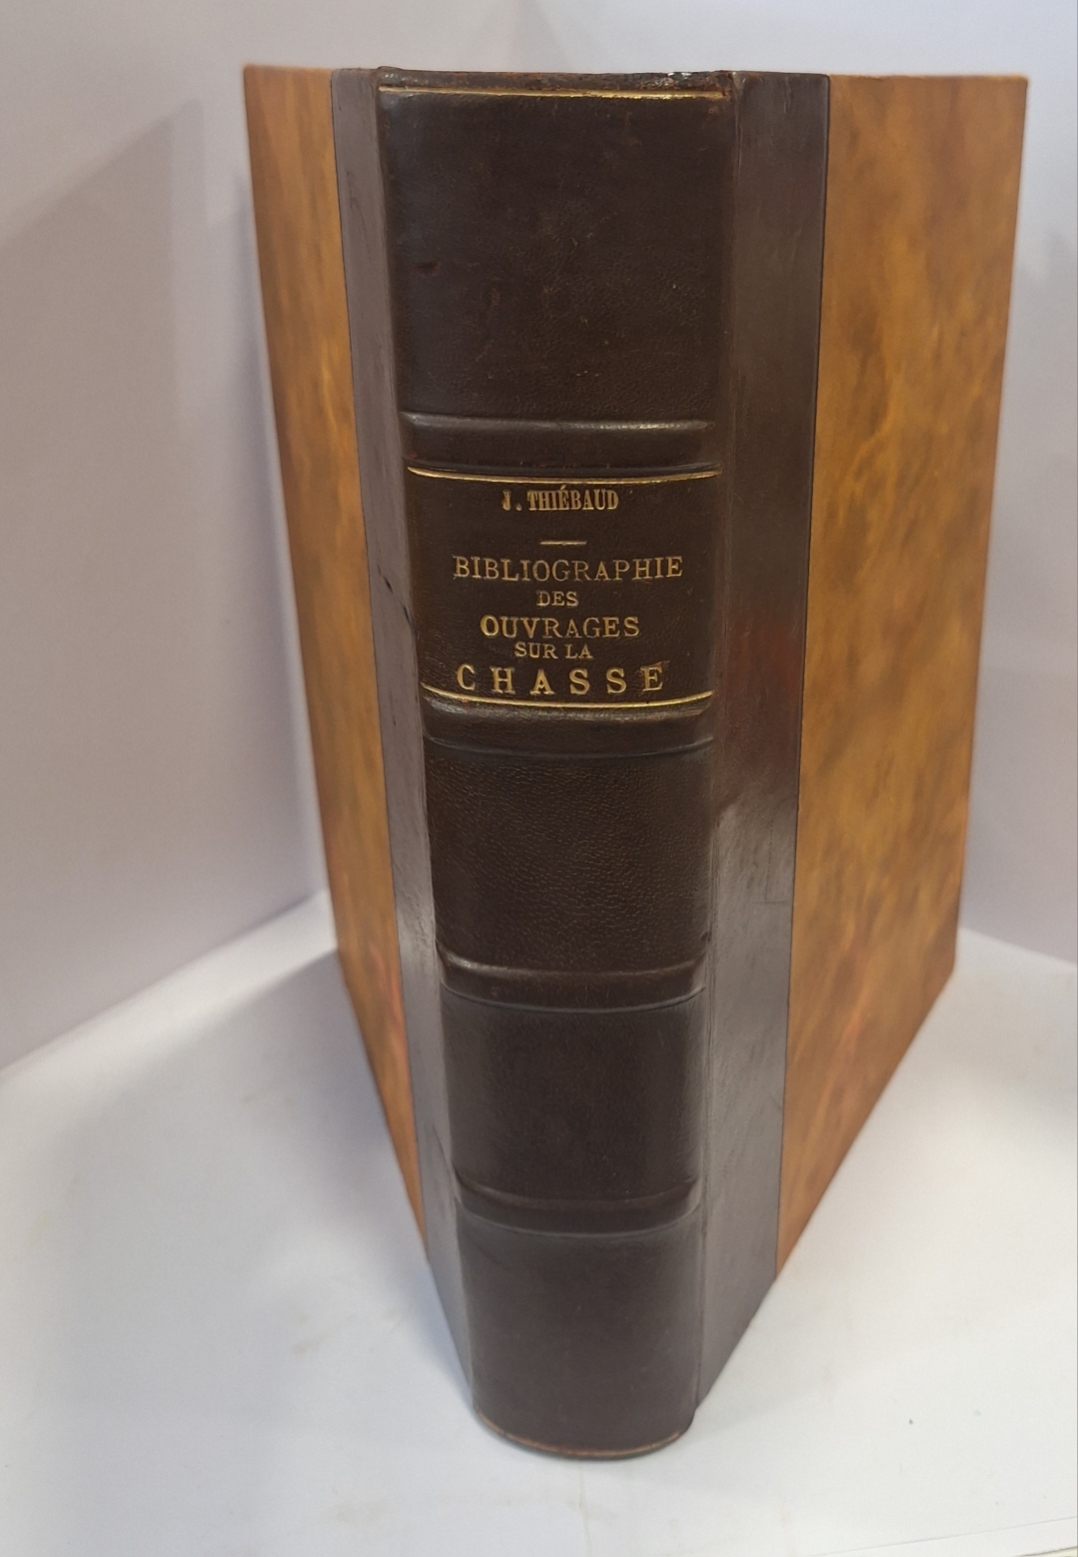 J. THIÉBAUD
BIBLIOGRAPHIE
DES
OUVRAGES
SUR LA
CHASSE